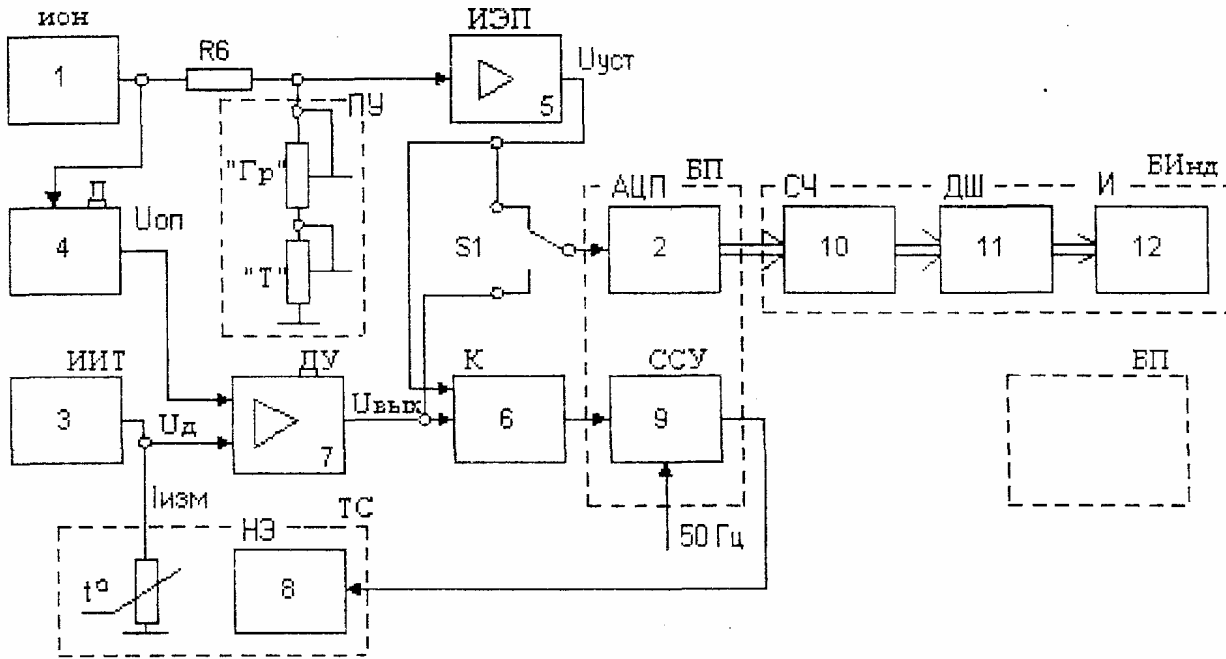 ион
ИЭП
R6
Uуст
1
5
ПУ
"Гр"
"Т"
Д
4
Uоп
S1
БП
АЦП
2
БИнд
СЧ
ДШ
И
10
11
12
ИИТ
3
Uд
ДУ
7
Uвых
К
6
ССУ
9
БП
Iизм
ТС
НЭ
8
t°
50 Гц